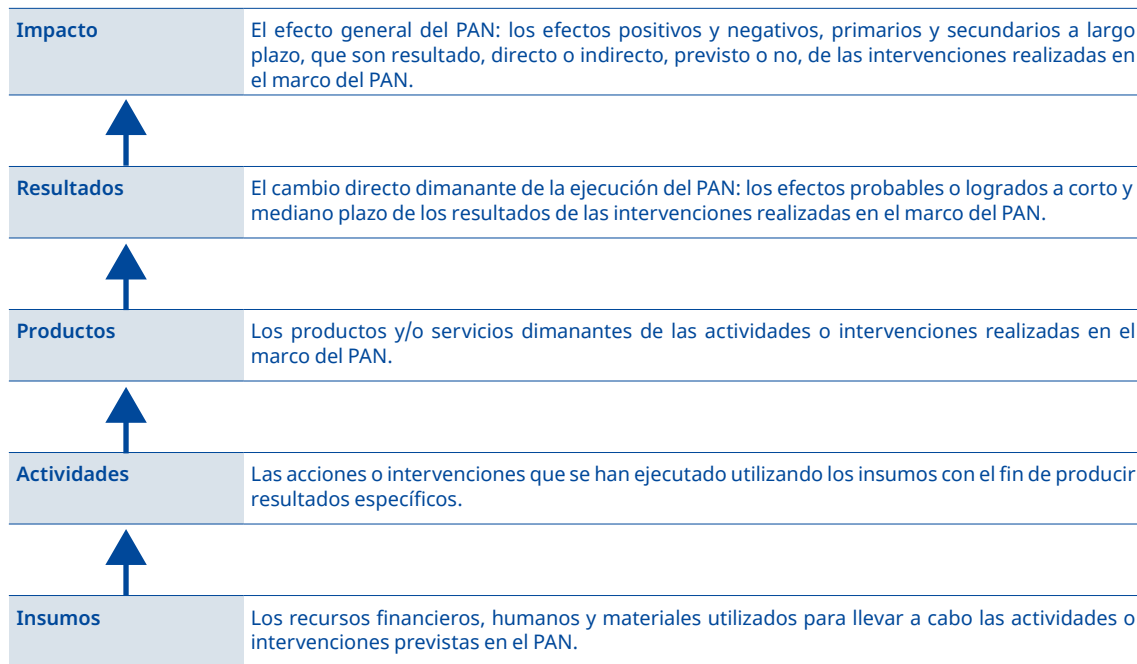 Impacto
El efecto general del PAN: los efectos positivos y negativos, primarios y secundarios a largo
plazo, que son resultado, directo o indirecto, previsto o no, de las intervenciones realizadas en
el marco del PAN.
Resultados
El cambio directo dimanante de la ejecución del PAN: los efectos probables o logrados a corto y
mediano plazo de los resultados de las intervenciones realizadas en el marco del PAN.
Productos
Los productos y/o servicios dimanantes de las actividades o intervenciones realizadas en el
marco del PAN.
Actividades
Las acciones o intervenciones que se han ejecutado utilizando los insumos con el fin de producir
resultados específicos.
Insumos
Los recursos financieros, humanos y materiales utilizados para llevar a cabo las actividades o
intervenciones previstas en el PAN.